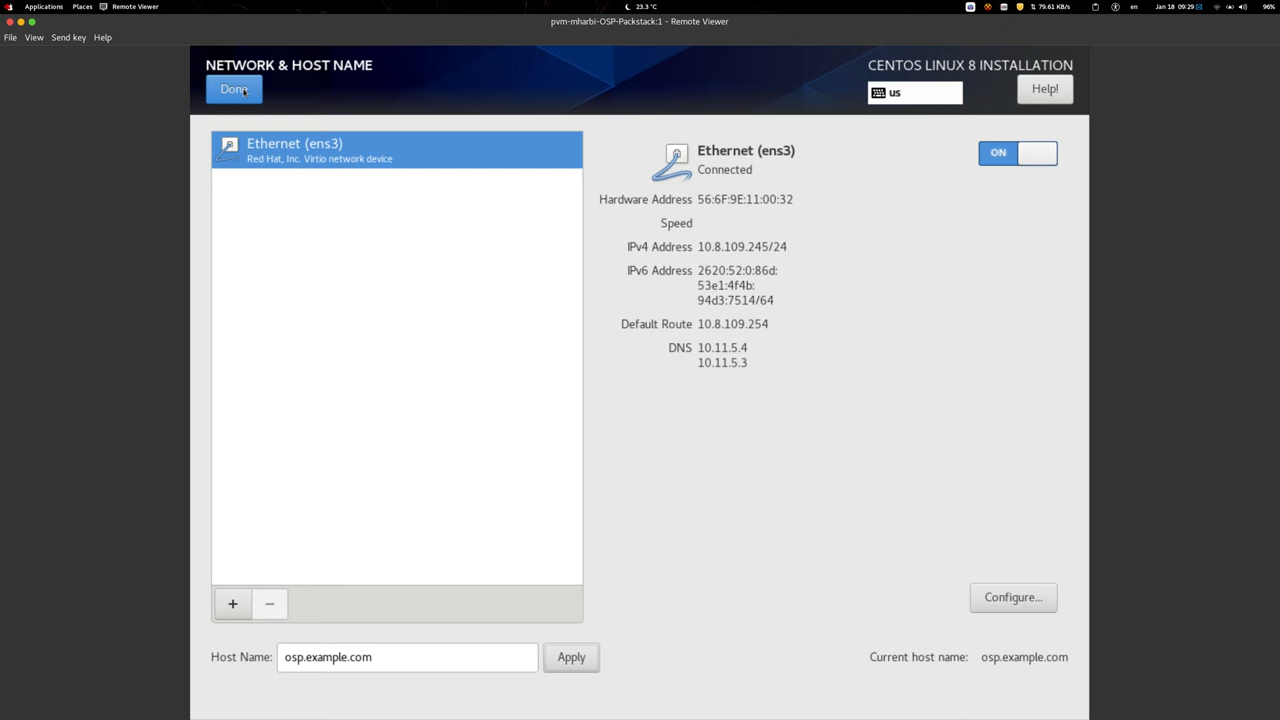 Applications Places Remote Viewer 23.3 °C 79.61 KB/s en Jan 18 09:29 96%
pvm-mharbi-OSP-Packstack:1 - Remote Viewer
File View Send key Help
NETWORK & HOST NAME
CENTOS LINUX 8 INSTALLATION
Done
us
Help!
Ethernet (ens3)
Red Hat, Inc. Virtio network device
Ethernet (ens3)
Connected
ON
Hardware Address 56:6F:9E:11:00:32
Speed
IPv4 Address 10.8.109.245/24
IPv6 Address 2620:52:0:86d:
53e1:4f4b:
94d3:7514/64
Default Route 10.8.109.254
DNS 10.11.5.4
10.11.5.3
+ −
Configure...
Host Name: osp.example.com Apply
Current host name: osp.example.com